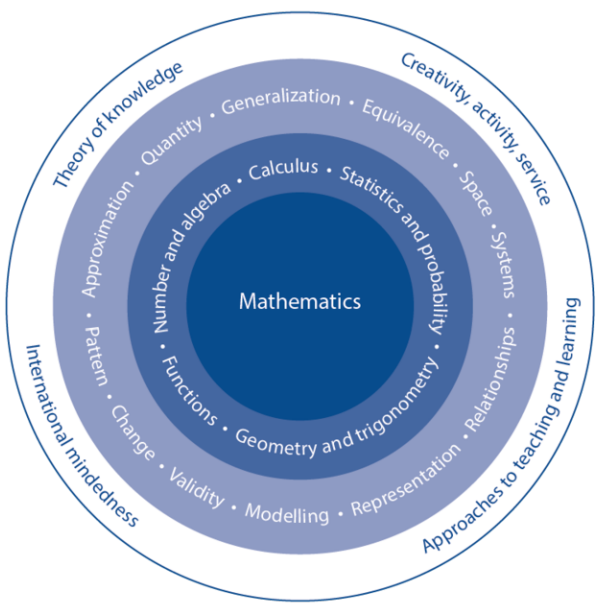 Theory of knowledge
Creativity, activity, service
Approaches to teaching and learning
International mindedness
Approximation • Quantity • Generalization • Equivalence • Space • Systems • Relationships • Representation • Modelling • Validity • Change • Pattern •
Number and algebra • Calculus • Statistics and probability • Geometry and trigonometry • Functions •
Mathematics